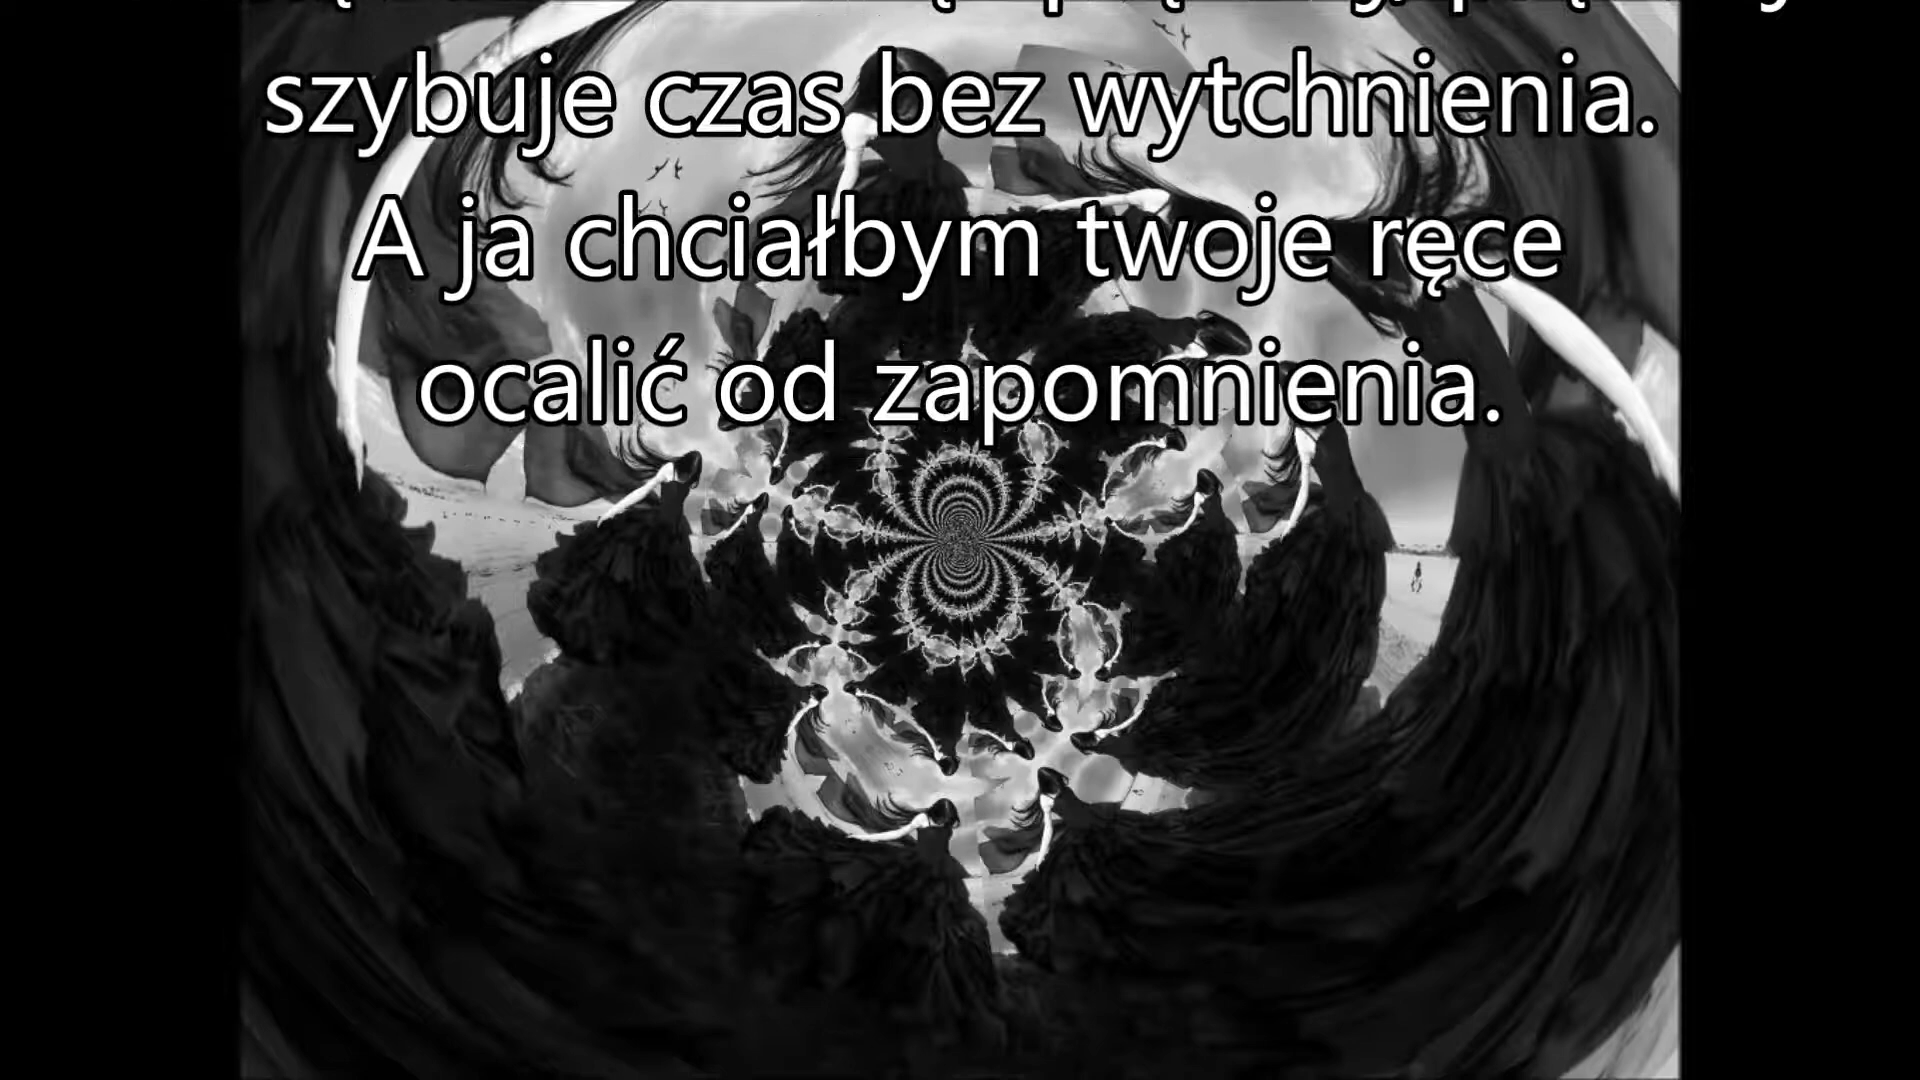 szybuje czas bez wytchnienia.
A ja chciałbym twoje ręce
ocalić od zapomnienia.